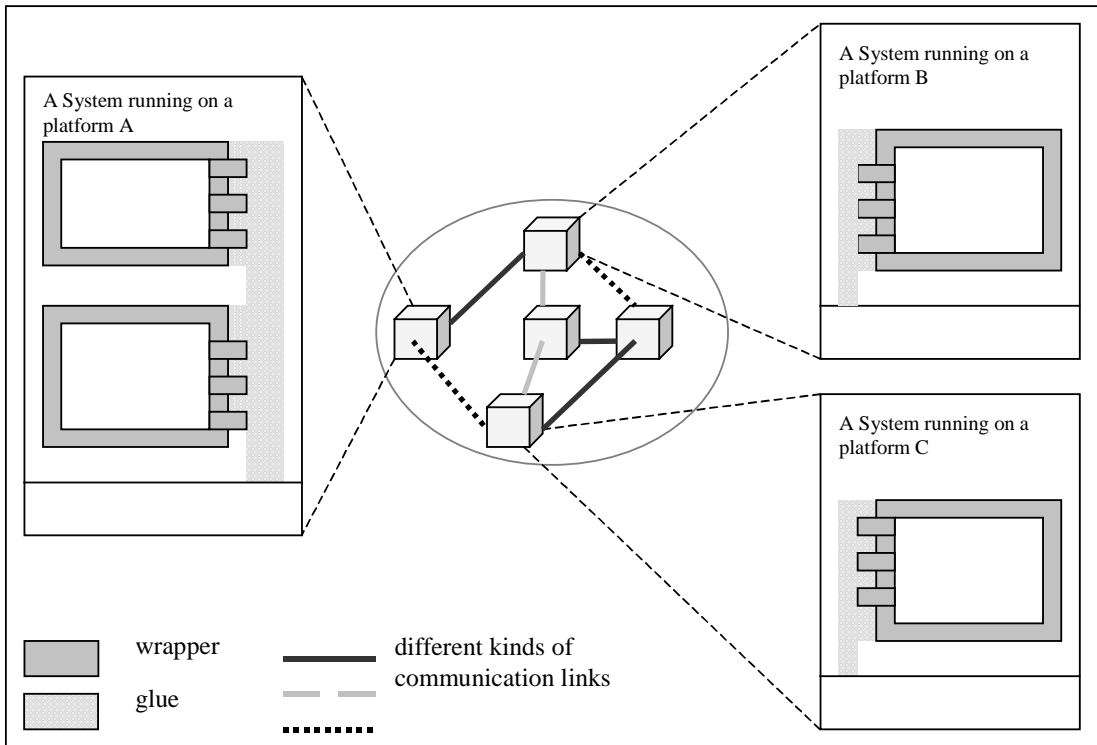 A System running on a
platform A
A System running on a
platform B
A System running on a
platform C
wrapper
glue
different kinds of
communication links